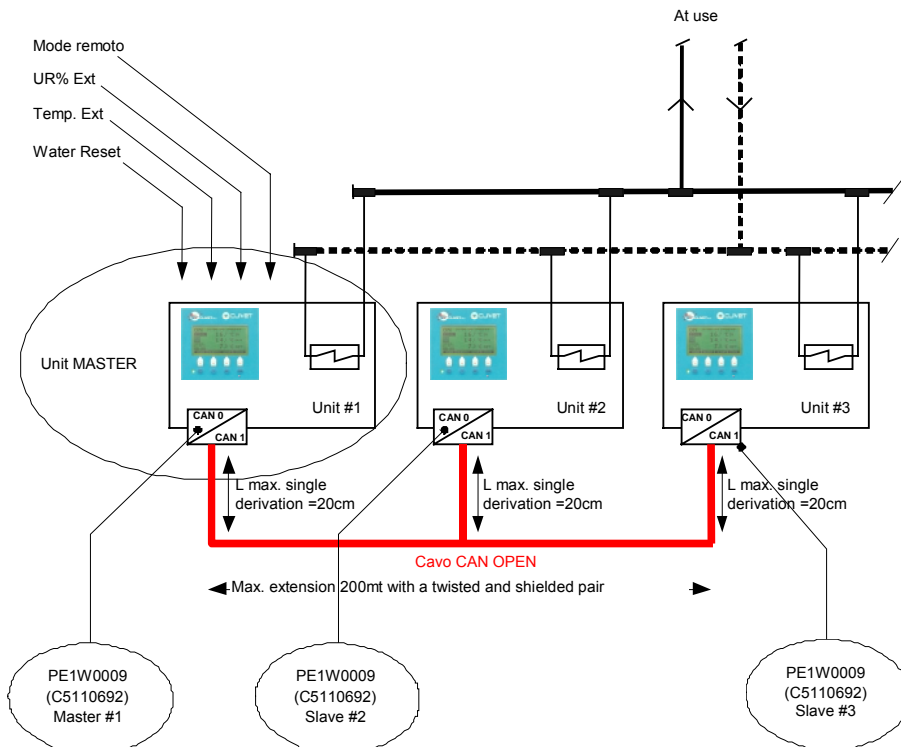 At use
Mode remoto
UR% Ext
Temp. Ext
Water Reset
Unit MASTER
CLIVET
CLIVET
CLIVET
Unit #1
Unit #2
Unit #3
CAN 0
CAN 1
CAN 0
CAN 1
CAN 0
CAN 1
L max. single
derivation =20cm
L max. single
derivation =20cm
L max. single
derivation =20cm
Cavo CAN OPEN
Max. extension 200mt with a twisted and shielded pair
PE1W0009
(C5110692)
Master #1
PE1W0009
(C5110692)
Slave #2
PE1W0009
(C5110692)
Slave #3